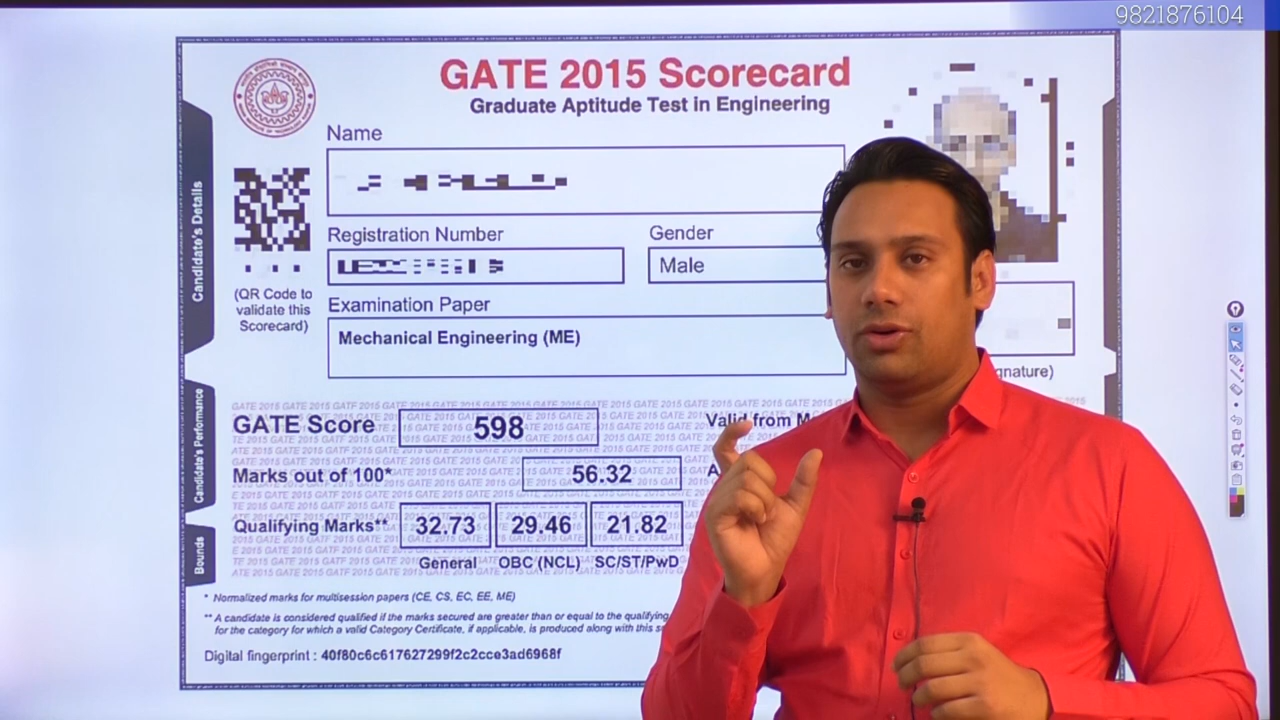 9821876104
GATE 2015 Scorecard
Graduate Aptitude Test in Engineering
Name
Registration Number
Gender
Male
(QR Code to
validate this
Scorecard)
Examination Paper
Mechanical Engineering (ME)
gnature)
Candidate's Details
Candidate's Performance
GATE Score
598
Valid from M
Marks out of 100*
56.32
A
Qualifying Marks**
32.73
29.46
21.82
General
OBC (NCL)
SC/ST/PwD
Bounds
* Normalized marks for multisession papers (CE, CS, EC, EE, ME)
** A candidate is considered qualified if the marks secured are greater than or equal to the qualifying
for the category for which a valid Category Certificate, if applicable, is produced along with this sc
Digital fingerprint : 40f80c6c617627299f2c2cce3ad6968f